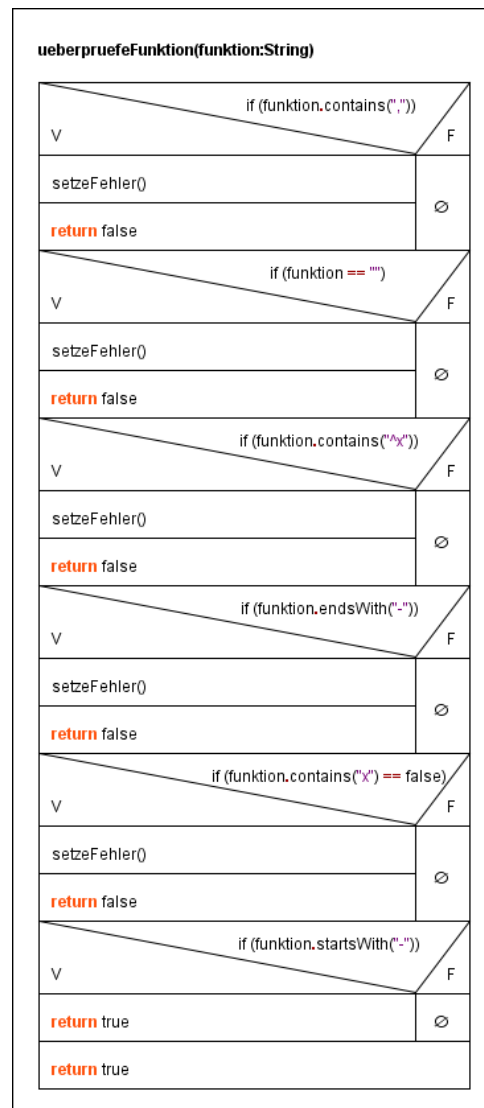 ueberpruefeFunktion(funktion:String)
if (funktion.contains(","))
V F
setzeFehler()
∅
return false
if (funktion == "")
V F
setzeFehler()
∅
return false
if (funktion.contains("^x"))
V F
setzeFehler()
∅
return false
if (funktion.endsWith("-"))
V F
setzeFehler()
∅
return false
if (funktion.contains("x") == false)
V F
setzeFehler()
∅
return false
if (funktion.startsWith("-"))
V F
return true ∅
return true